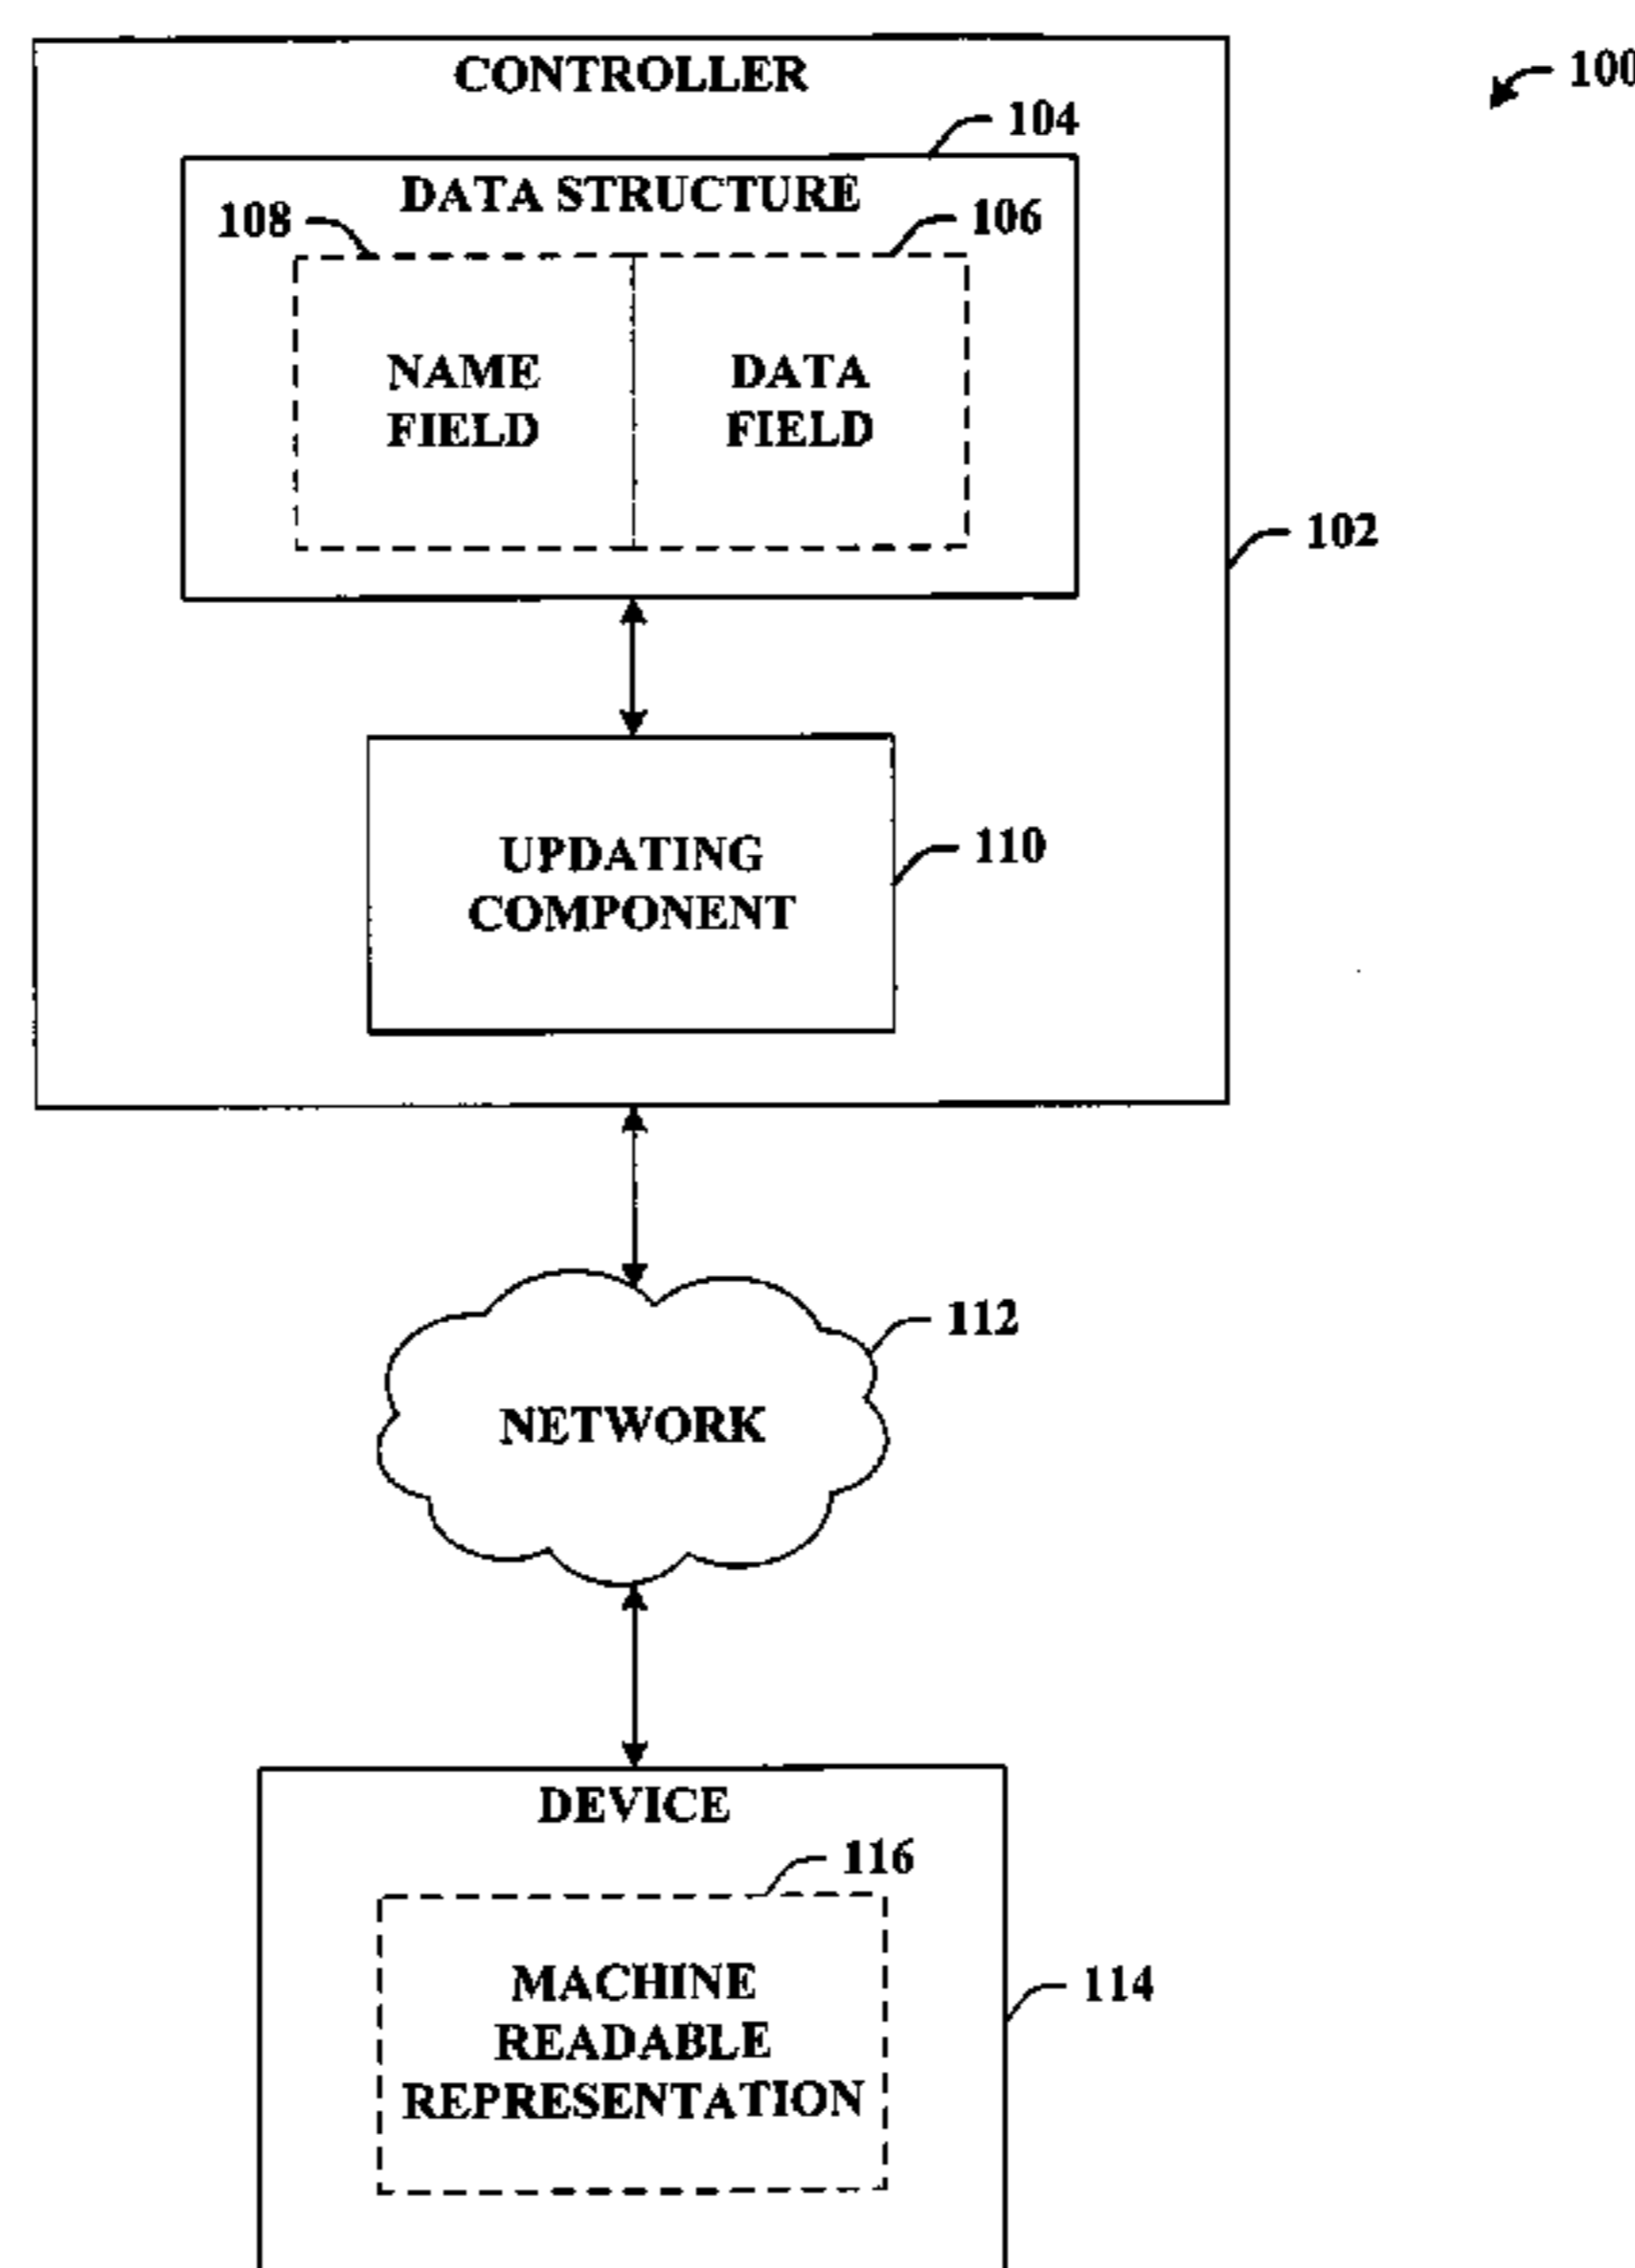 CONTROLLER
100
104
DATA STRUCTURE
108
106
NAME
FIELD
DATA
FIELD
102
UPDATING
COMPONENT
110
112
NETWORK
DEVICE
116
MACHINE
READABLE
REPRESENTATION
114